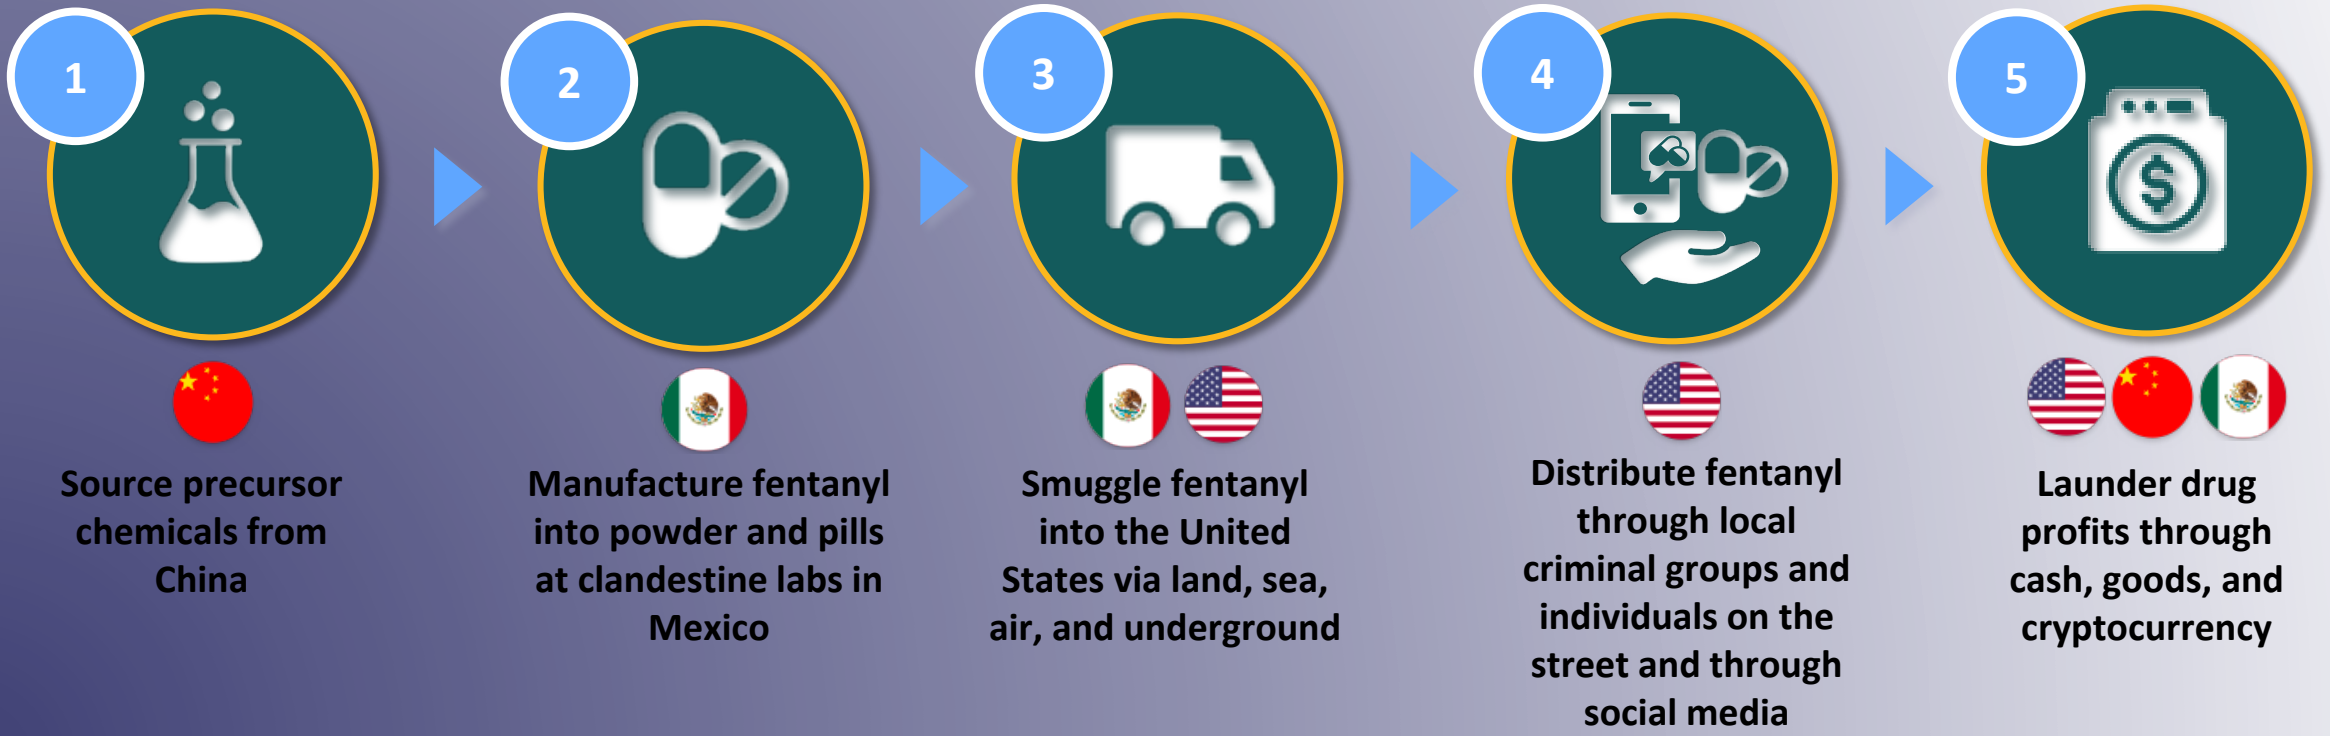 1
Source precursor
chemicals from
China
2
Manufacture fentanyl
into powder and pills
at clandestine labs in
Mexico
3
Smuggle fentanyl
into the United
States via land, sea,
air, and underground
4
Distribute fentanyl
through local
criminal groups and
individuals on the
street and through
social media
5
$
Launder drug
profits through
cash, goods, and
cryptocurrency